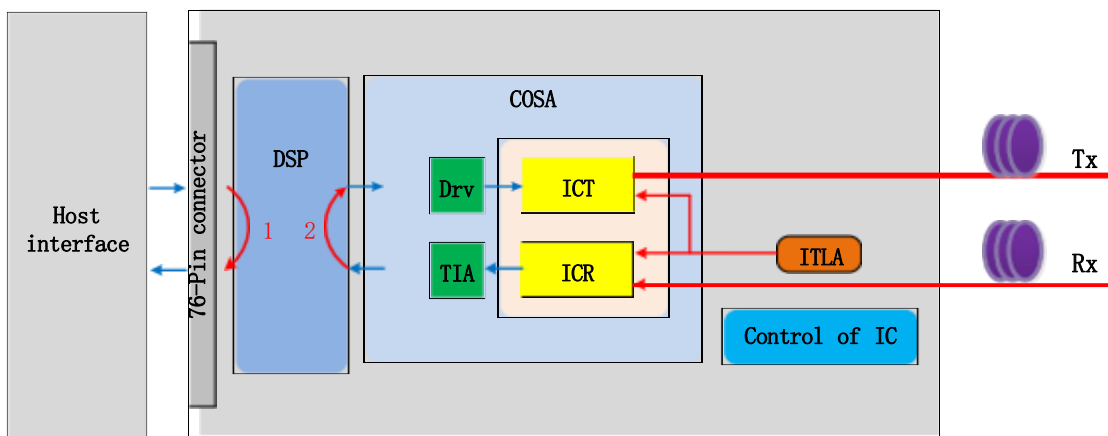 Host
interface
76-Pin connector
DSP
1
2
COSA
Drv
ICT
TIA
ICR
ITLA
Control of IC
Tx
Rx